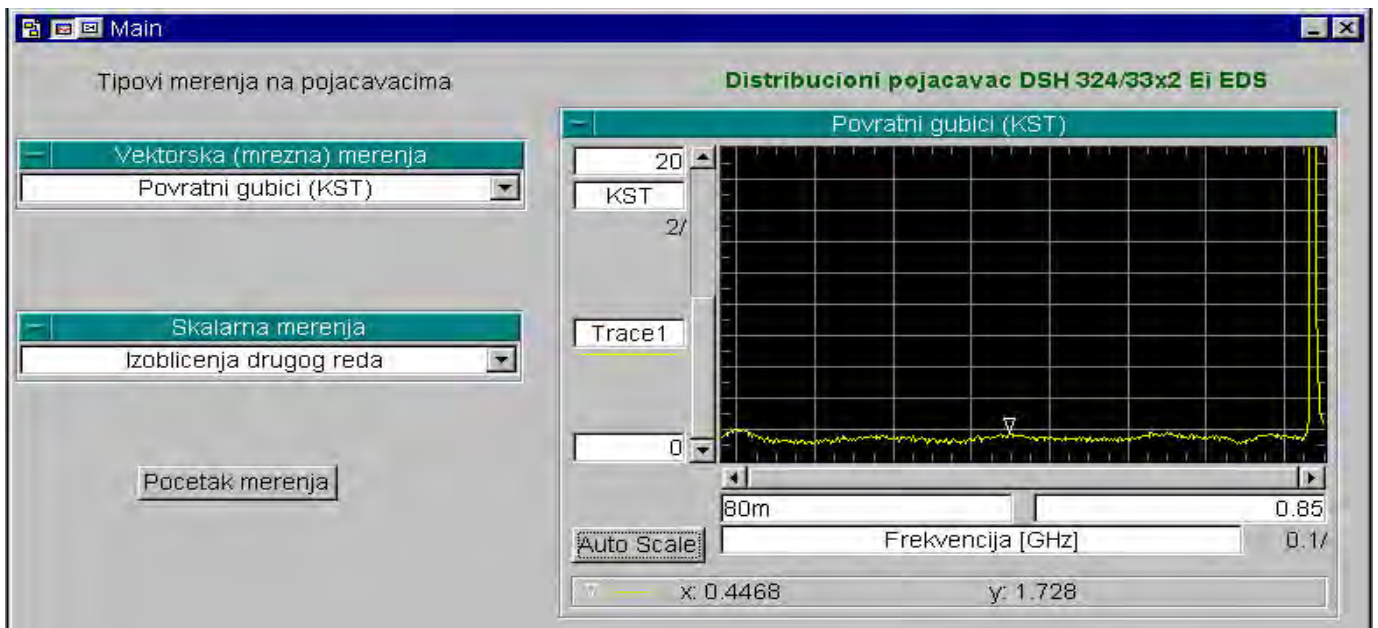 Main
Tipovi merenja na pojacavacima
Vektorska (mrezna) merenja
Povratni gubici (KST)
Skalarna merenja
Izoblicenja drugog reda
Pocetak merenja
Distribucioni pojacavac DSH 324/33x2 Ei EDS
Povratni gubici (KST)
20
KST
2/
Trace1
0
80m 0.85
Auto Scale Frekvencija [GHz] 0.1/
x: 0.4468 y: 1.728